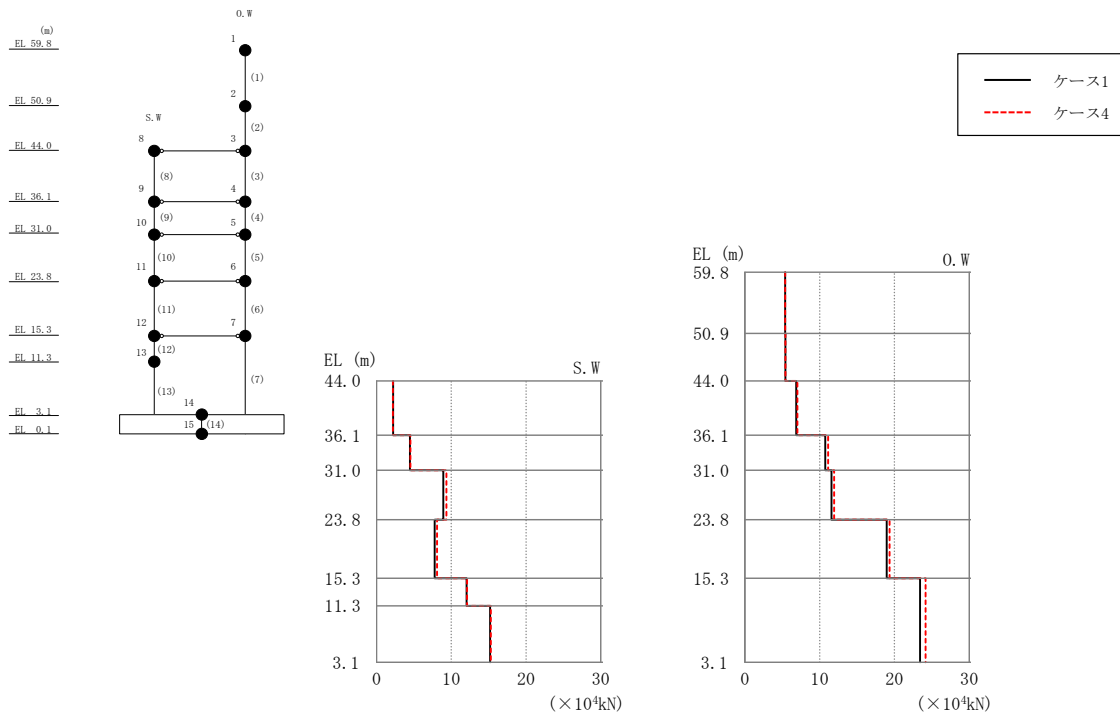 O.W
(m)
EL 59.8
1
(1)
EL 50.9
2
(2)
S.W
EL 44.0
8
3
(8)
(3)
EL 36.1
9
4
(9)
(4)
EL 31.0
10
5
(10)
(5)
EL 23.8
11
6
(11)
(6)
EL 15.3
12
7
(12)
EL 11.3
13
(13)
(7)
14
EL 3.1
15
(14)
EL 0.1
ケース1
ケース4
EL (m)
S.W
44.0
36.1
31.0
23.8
15.3
11.3
3.1
0 10 20 30
(×10⁴kN)
EL (m)
O.W
59.8
50.9
44.0
36.1
31.0
23.8
15.3
3.1
0 10 20 30
(×10⁴kN)